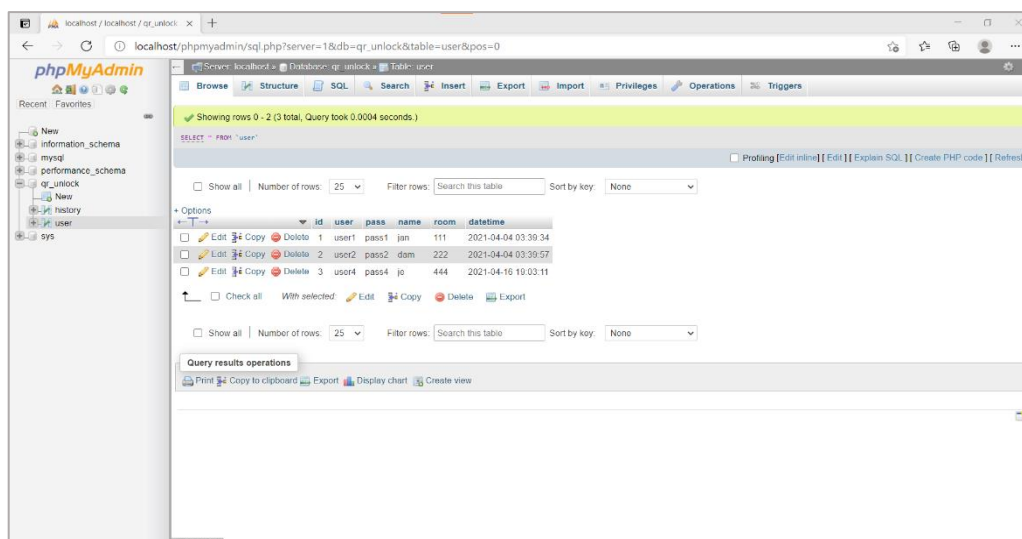 localhost / localhost / qr_unlock
localhost/phpmyadmin/sql.php?server=1&db=qr_unlock&table=user&pos=0
phpMyAdmin
Recent Favorites
New
information_schema
mysql
performance_schema
qr_unlock
New
history
user
sys
Server: localhost » Database: qr_unlock » Table: user
Browse Structure SQL Search Insert Export Import Privileges Operations Triggers
Showing rows 0 - 2 (3 total, Query took 0.0004 seconds.)
SELECT * FROM `user`
Profiling [Edit inline] [ Edit ] [ Explain SQL ] [ Create PHP code ] [ Refresh
Show all Number of rows: 25 Filter rows: Search this table Sort by key: None
+ Options
id user pass name room datetime
Edit Copy Delete 1 user1 pass1 jan 111 2021-04-04 03:39:34
Edit Copy Delete 2 user2 pass2 dam 222 2021-04-04 03:39:57
Edit Copy Delete 3 user4 pass4 je 444 2021-04-16 19:03:11
Check all With selected: Edit Copy Delete Export
Show all Number of rows: 25 Filter rows: Search this table Sort by key: None
Query results operations
Print Copy to clipboard Export Display chart Create view